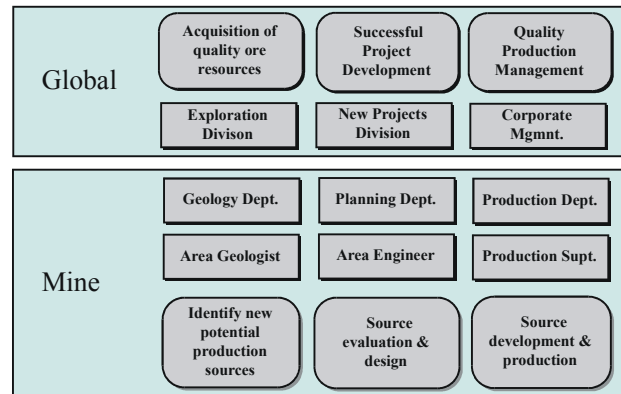 Global
Acquisition of
quality ore
resources
Successful
Project
Development
Quality
Production
Management
Exploration
Divison
New Projects
Division
Corporate
Mgmnt.
Mine
Geology Dept.
Planning Dept.
Production Dept.
Area Geologist
Area Engineer
Production Supt.
Identify new
potential
production
sources
Source
evaluation &
design
Source
development &
production